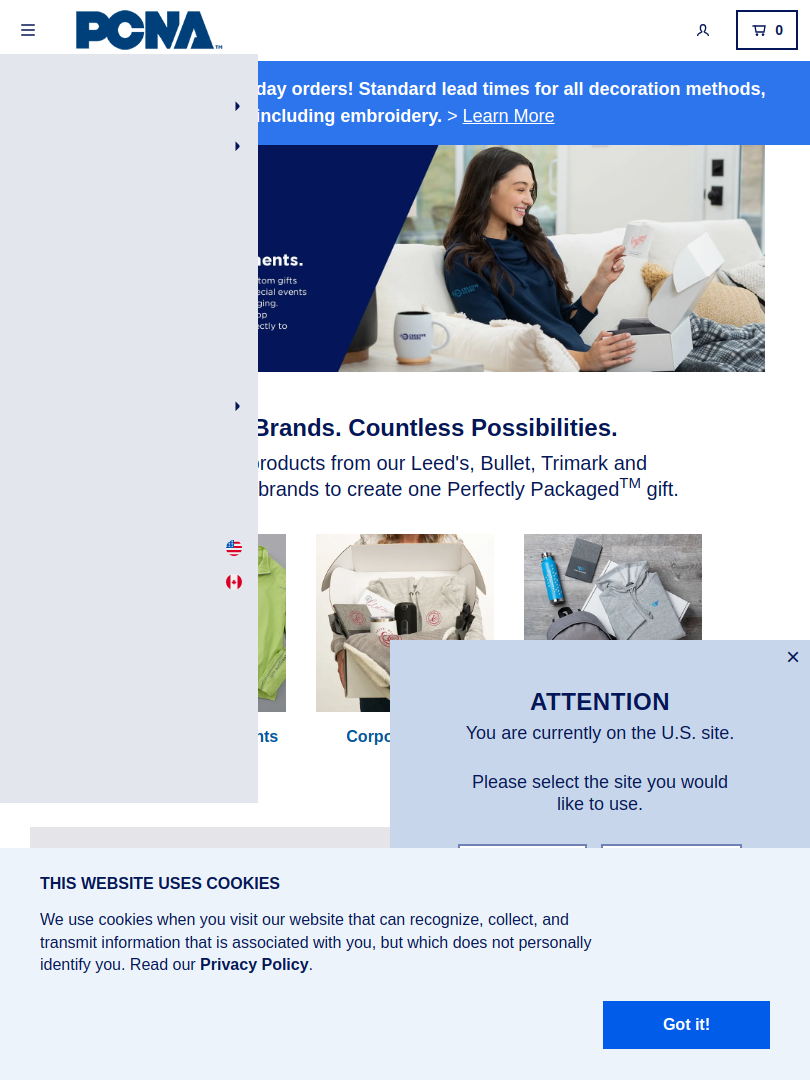 PCNA™
0
day orders! Standard lead times for all decoration methods,
including embroidery. > Learn More
ents.
tom gifts
ecial events
ging.
op
ectly to
Brands. Countless Possibilities.
products from our Leed's, Bullet, Trimark and
brands to create one Perfectly Packaged™ gift.
nts
Corpo
ATTENTION
You are currently on the U.S. site.
Please select the site you would
like to use.
THIS WEBSITE USES COOKIES
We use cookies when you visit our website that can recognize, collect, and
transmit information that is associated with you, but which does not personally
identify you. Read our Privacy Policy.
Got it!